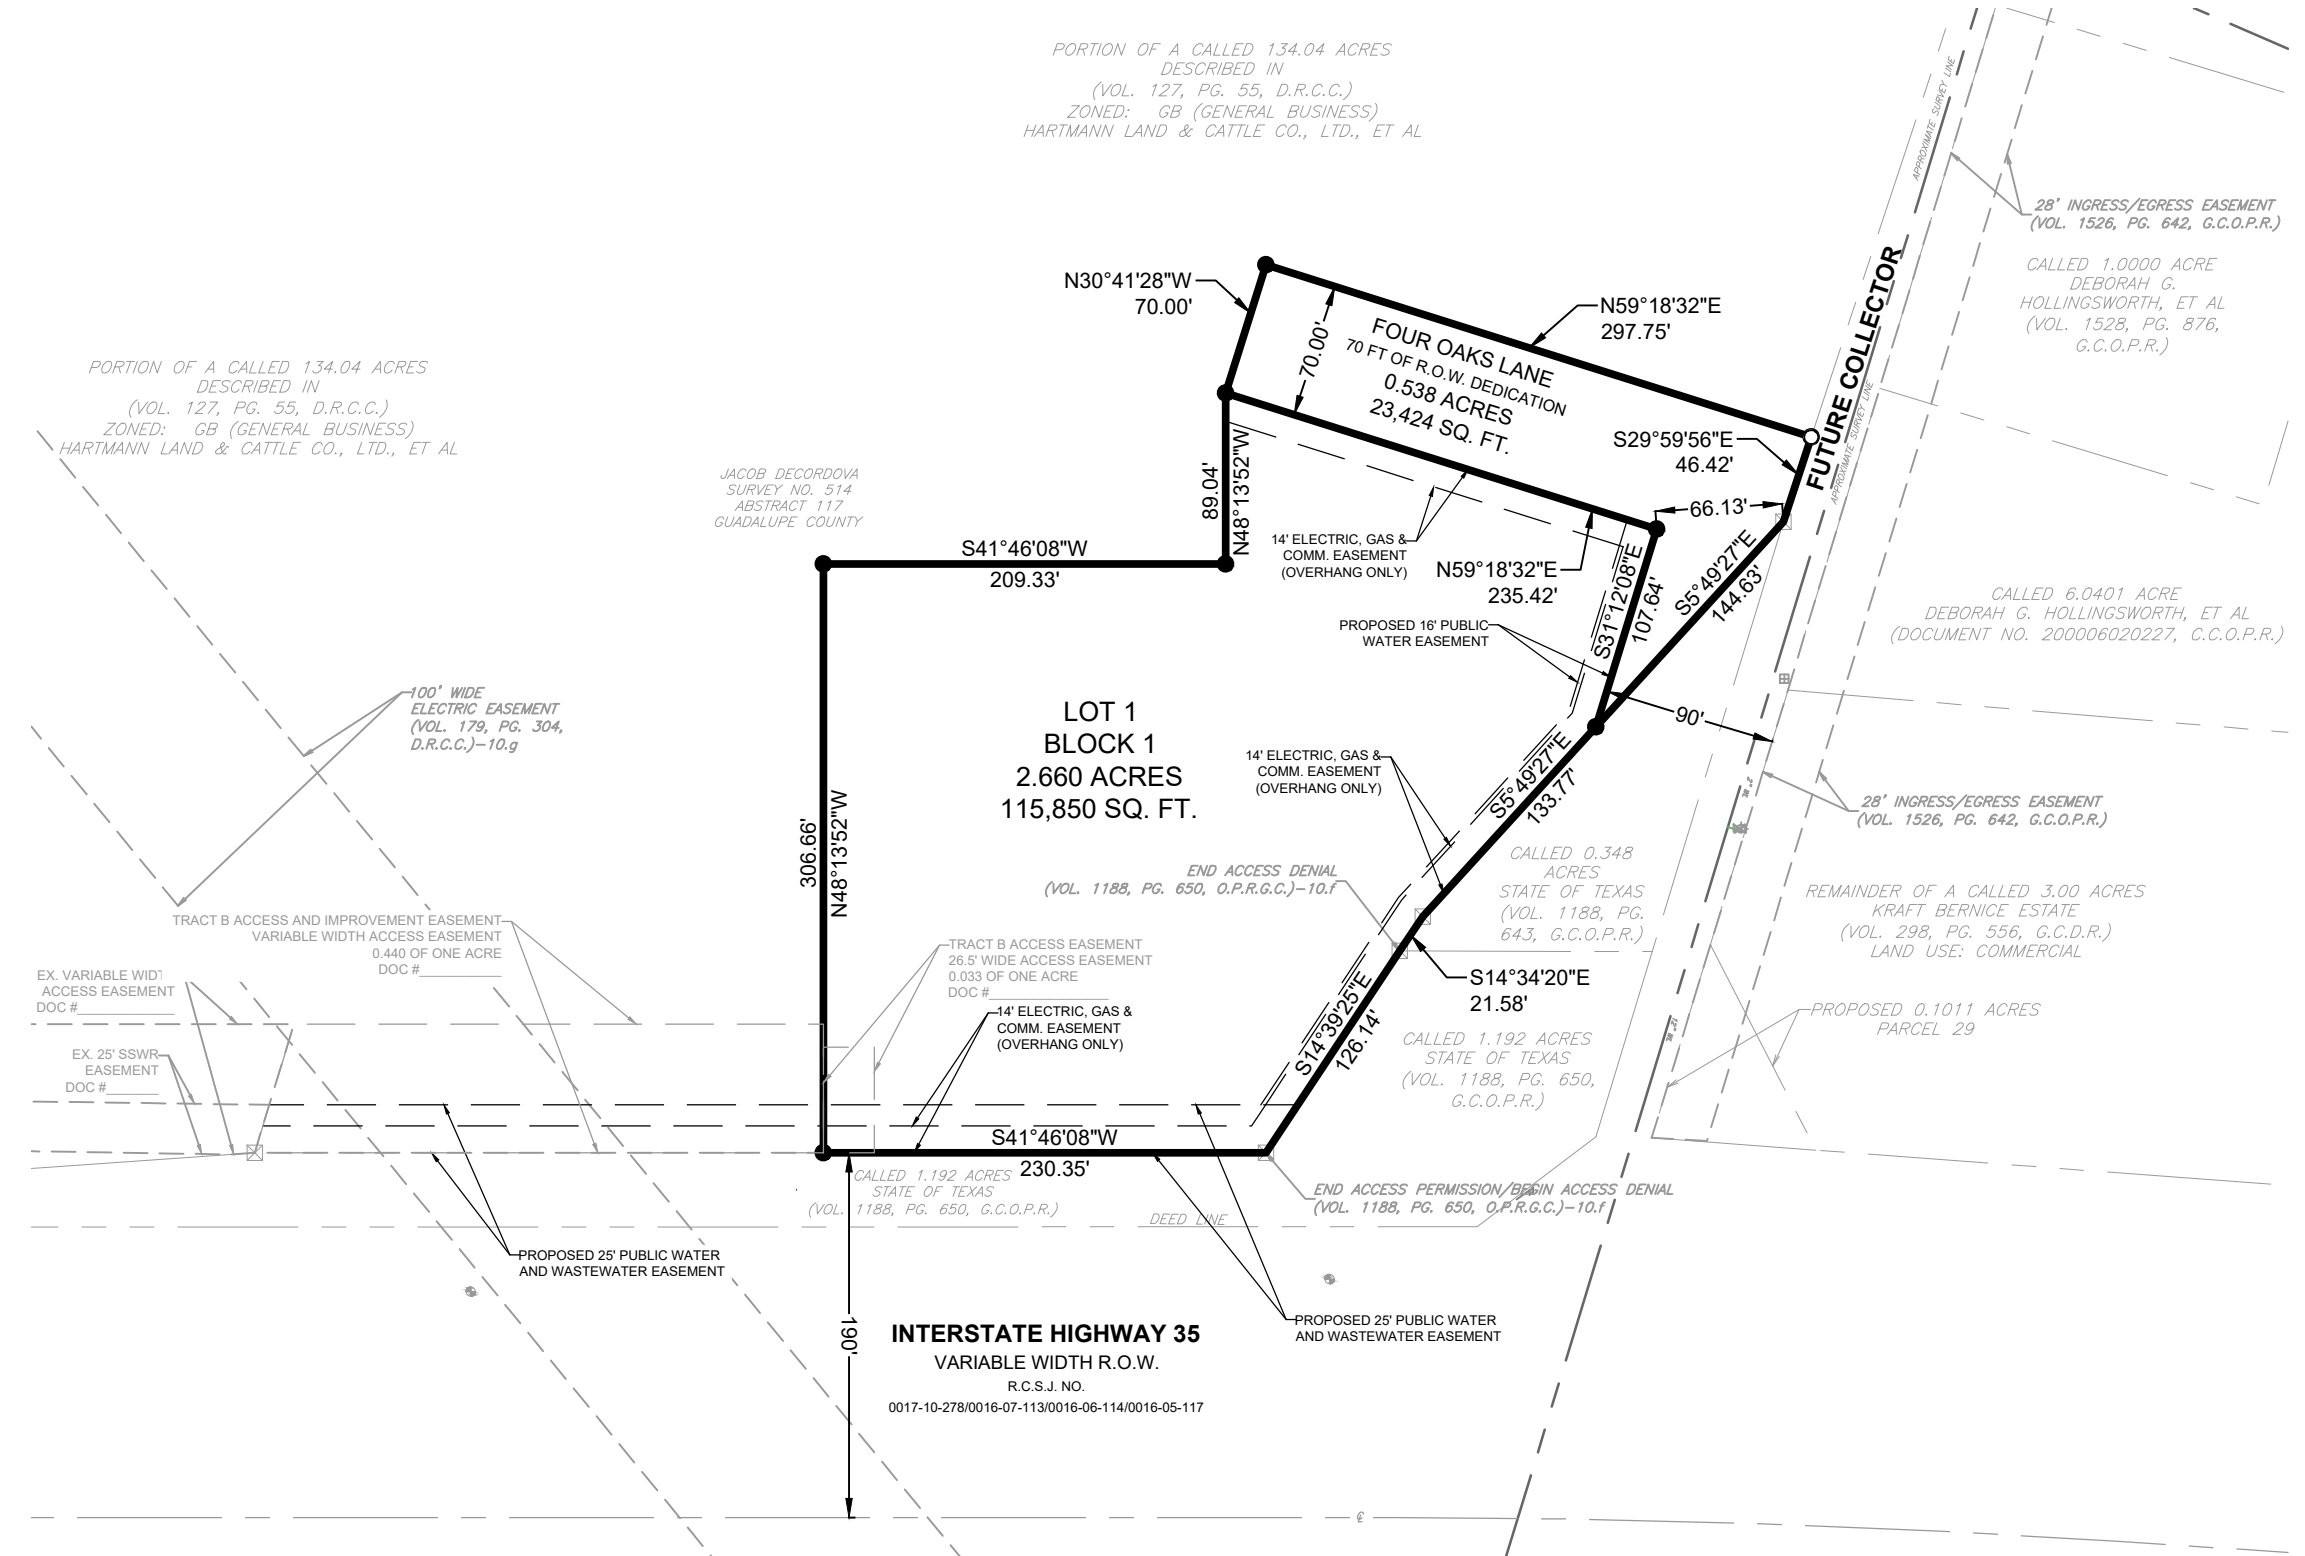 PORTION OF A CALLED 134.04 ACRES
DESCRIBED IN
(VOL. 127, PG. 55, D.R.C.C.)
ZONED: GB (GENERAL BUSINESS)
HARTMANN LAND & CATTLE CO., LTD., ET AL
APPROXIMATE SURVEY LINE
28' INGRESS/EGRESS EASEMENT
(VOL. 1526, PG. 642, G.C.O.P.R.)
CALLED 1.0000 ACRE
DEBORAH G.
HOLLINGSWORTH, ET AL
(VOL. 1528, PG. 876,
G.C.O.P.R.)
FUTURE COLLECTOR
APPROXIMATE SURVEY LINE
N30°41'28"W
70.00'
N59°18'32"E
297.75'
70.00'
FOUR OAKS LANE
70 FT OF R.O.W. DEDICATION
0.538 ACRES
23,424 SQ. FT.
S29°59'56"E
46.42'
66.13'
PORTION OF A CALLED 134.04 ACRES
DESCRIBED IN
(VOL. 127, PG. 55, D.R.C.C.)
ZONED: GB (GENERAL BUSINESS)
HARTMANN LAND & CATTLE CO., LTD., ET AL
JACOB DECORDOVA
SURVEY NO. 514
ABSTRACT 117
GUADALUPE COUNTY
89.04'
N48°13'52"W
S41°46'08"W
209.33'
14' ELECTRIC, GAS &
COMM. EASEMENT
(OVERHANG ONLY)
N59°18'32"E
235.42'
S31°12'08"E
107.64'
S5°49'27"E
144.63'
PROPOSED 16' PUBLIC
WATER EASEMENT
CALLED 6.0401 ACRE
DEBORAH G. HOLLINGSWORTH, ET AL
(DOCUMENT NO. 200006020227, C.C.O.P.R.)
100' WIDE
ELECTRIC EASEMENT
(VOL. 179, PG. 304,
D.R.C.C.)-10.g
LOT 1
BLOCK 1
2.660 ACRES
115,850 SQ. FT.
90'
14' ELECTRIC, GAS &
COMM. EASEMENT
(OVERHANG ONLY)
S5°49'27"E
133.77'
28' INGRESS/EGRESS EASEMENT
(VOL. 1526, PG. 642, G.C.O.P.R.)
306.66'
N48°13'52"W
END ACCESS DENIAL
(VOL. 1188, PG. 650, O.P.R.G.C.)-10.f
CALLED 0.348
ACRES
STATE OF TEXAS
(VOL. 1188, PG.
643, G.C.O.P.R.)
REMAINDER OF A CALLED 3.00 ACRES
KRAFT BERNICE ESTATE
(VOL. 298, PG. 556, G.C.D.R.)
LAND USE: COMMERCIAL
TRACT B ACCESS AND IMPROVEMENT EASEMENT
VARIABLE WIDTH ACCESS EASEMENT
0.440 OF ONE ACRE
DOC #
TRACT B ACCESS EASEMENT
26.5' WIDE ACCESS EASEMENT
0.033 OF ONE ACRE
DOC #
EX. VARIABLE WIDT
ACCESS EASEMENT
DOC #
S14°34'20"E
21.58'
14' ELECTRIC, GAS &
COMM. EASEMENT
(OVERHANG ONLY)
S14°39'25"E
126.14'
PROPOSED 0.1011 ACRES
PARCEL 29
EX. 25' SSWR
EASEMENT
DOC #
CALLED 1.192 ACRES
STATE OF TEXAS
(VOL. 1188, PG. 650,
G.C.O.P.R.)
S41°46'08"W
230.35'
CALLED 1.192 ACRES
STATE OF TEXAS
(VOL. 1188, PG. 650, G.C.O.P.R.)
END ACCESS PERMISSION/BEGIN ACCESS DENIAL
(VOL. 1188, PG. 650, O.P.R.G.C.)-10.f
DEED LINE
PROPOSED 25' PUBLIC WATER
AND WASTEWATER EASEMENT
190'
INTERSTATE HIGHWAY 35
VARIABLE WIDTH R.O.W.
R.C.S.J. NO.
0017-10-278/0016-07-113/0016-06-114/0016-05-117
PROPOSED 25' PUBLIC WATER
AND WASTEWATER EASEMENT